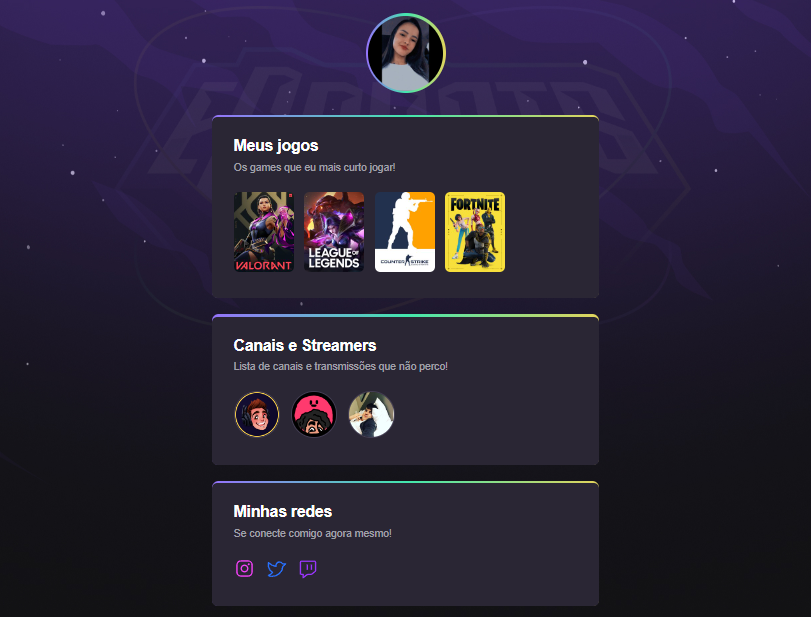 ESPORTS
Meus jogos
Os games que eu mais curto jogar!
VALORANT
LEAGUE OF
LEGENDS
COUNTER STRIKE
FORTNITE
Canais e Streamers
Lista de canais e transmissões que não perco!
Minhas redes
Se conecte comigo agora mesmo!